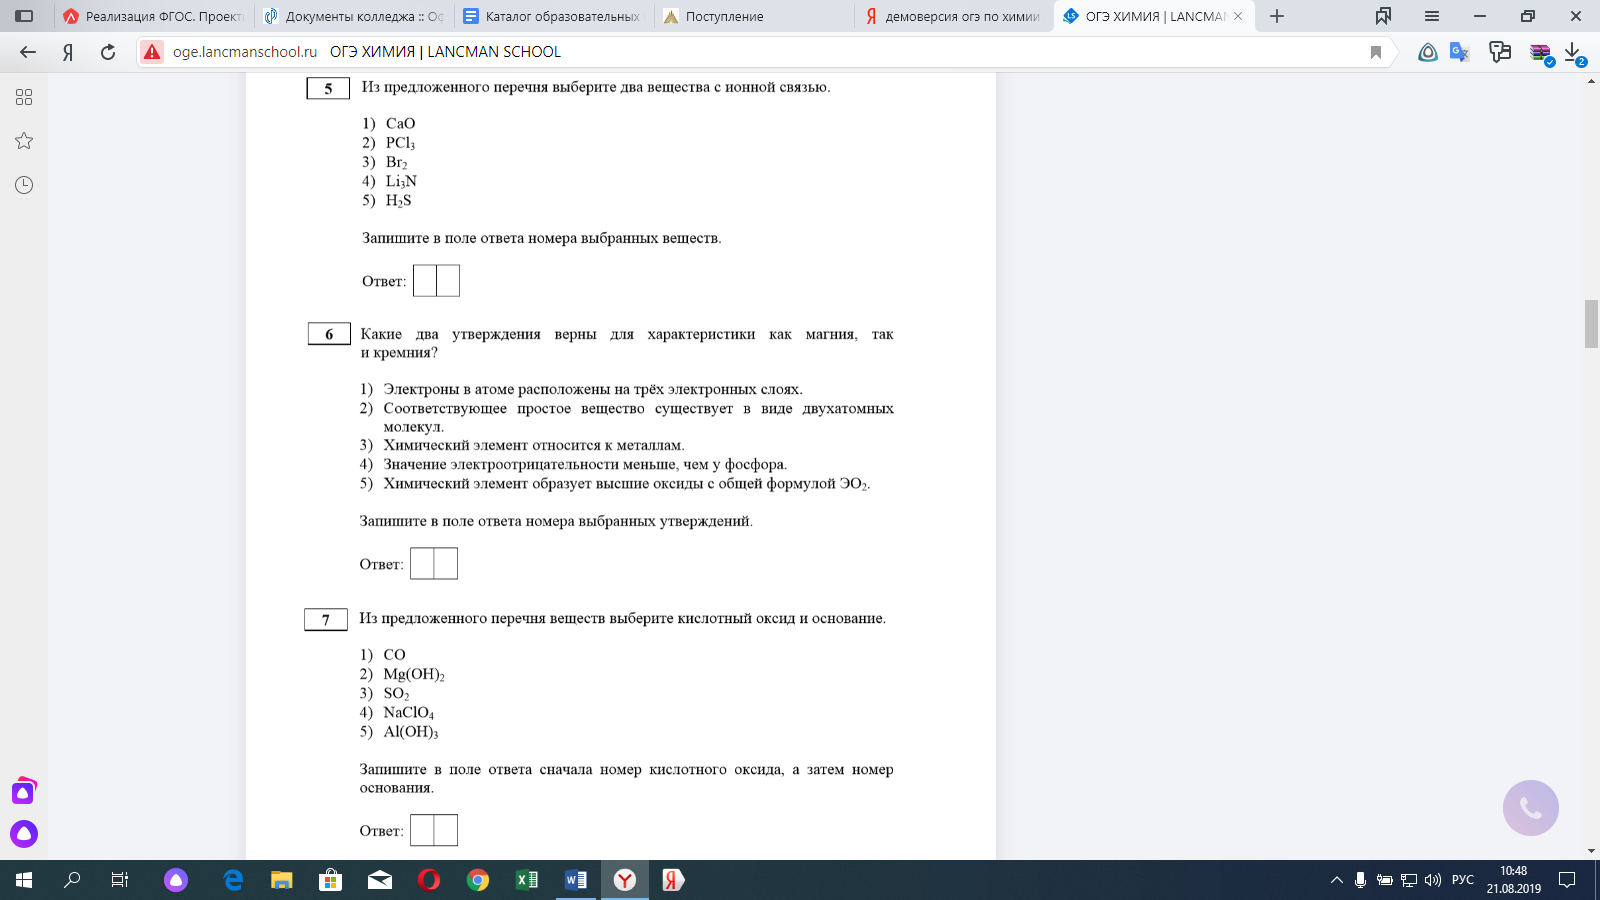 Реализация ФГОС. Проект
Документы колледжа :: Оф
Каталог образовательных
Поступление
демоверсия огэ по химии
ОГЭ ХИМИЯ | LANCMAN
oge.lancmanschool.ru ОГЭ ХИМИЯ | LANCMAN SCHOOL
2
5 Из предложенного перечня выберите два вещества с ионной связью.
1) CaO
2) PCl₃
3) Br₂
4) Li₃N
5) H₂S
Запишите в поле ответа номера выбранных веществ.
Ответ:
6 Какие два утверждения верны для характеристики как магния, так
и кремния?
1) Электроны в атоме расположены на трёх электронных слоях.
2) Соответствующее простое вещество существует в виде двухатомных
молекул.
3) Химический элемент относится к металлам.
4) Значение электроотрицательности меньше, чем у фосфора.
5) Химический элемент образует высшие оксиды с общей формулой ЭО₂.
Запишите в поле ответа номера выбранных утверждений.
Ответ:
7 Из предложенного перечня веществ выберите кислотный оксид и основание.
1) CO
2) Mg(OH)₂
3) SO₂
4) NaClO₄
5) Al(OH)₃
Запишите в поле ответа сначала номер кислотного оксида, а затем номер
основания.
Ответ:
РУС
10:48
21.08.2019